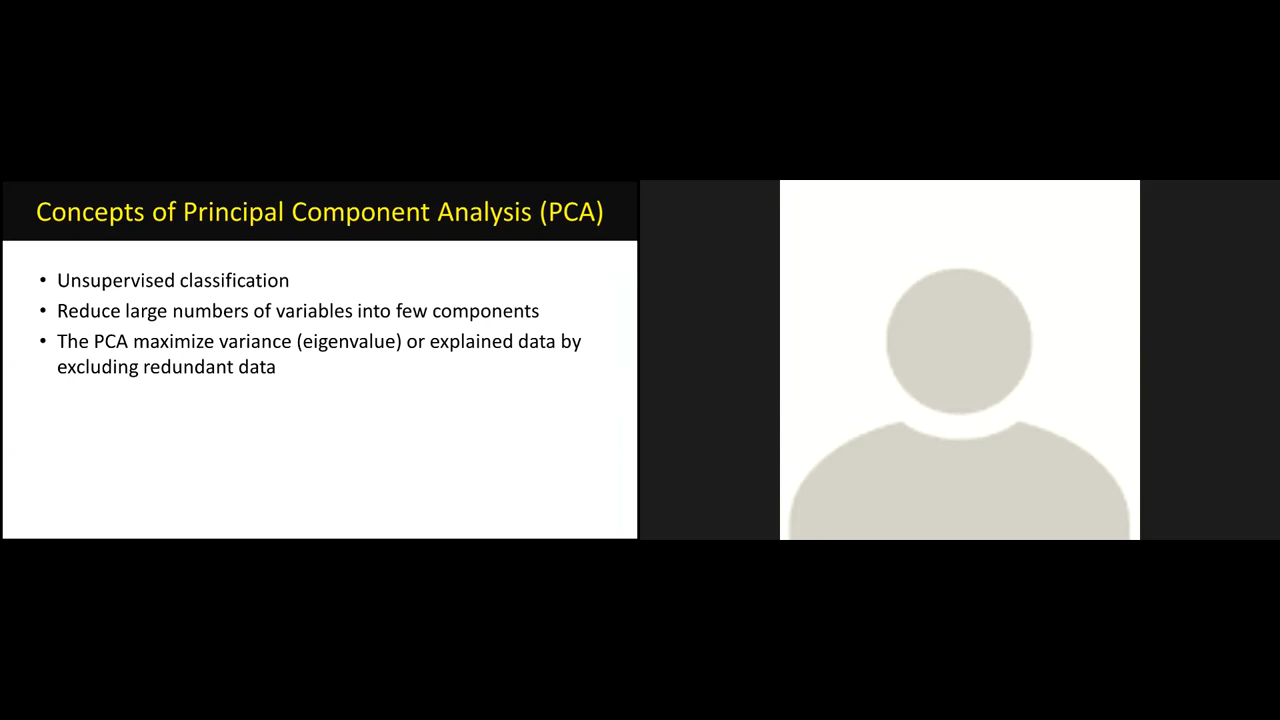 Concepts of Principal Component Analysis (PCA)
• Unsupervised classification
• Reduce large numbers of variables into few components
• The PCA maximize variance (eigenvalue) or explained data by
excluding redundant data